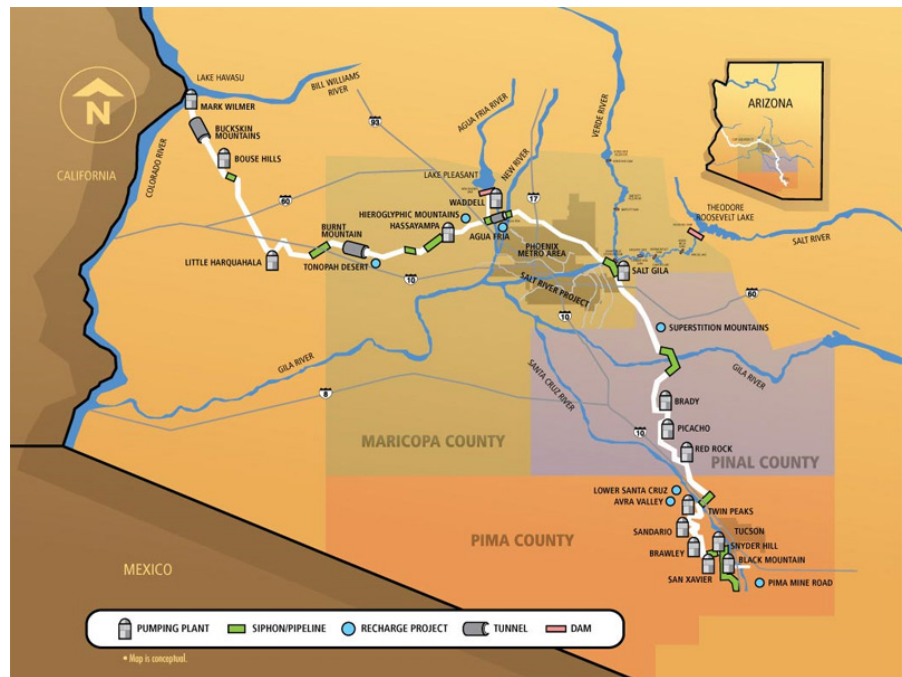 LAKE HAVASU
BILL WILLIAMS
RIVER
MARK WILMER
N
BUCKSKIN
MOUNTAINS
BOUSE HILLS
COLORADO RIVER
CALIFORNIA
93
AGUA FRIA RIVER
VERDE RIVER
ARIZONA
LAKE PLEASANT
NEW RIVER
17
WADDELL
60
HIEROGLYPHIC MOUNTAINS
HASSAYAMPA
AGUA FRIA
THEODORE
ROOSEVELT LAKE
SALT RIVER
BURNT
MOUNTAIN
PHOENIX
METRO AREA
LITTLE HARQUAHALA
TONOPAH DESERT
10
SALT RIVER PROJECT
SALT GILA
60
10
SUPERSTITION MOUNTAINS
GILA RIVER
SANTA CRUZ RIVER
GILA RIVER
8
BRADY
10
PICACHO
MARICOPA COUNTY
RED ROCK
PINAL COUNTY
LOWER SANTA CRUZ
AVRA VALLEY
TWIN PEAKS
SANDARIO
TUCSON
PIMA COUNTY
SNYDER HILL
BRAWLEY
BLACK MOUNTAIN
SAN XAVIER
PIMA MINE ROAD
MEXICO
PUMPING PLANT
SIPHON/PIPELINE
RECHARGE PROJECT
TUNNEL
DAM
• Map is conceptual.